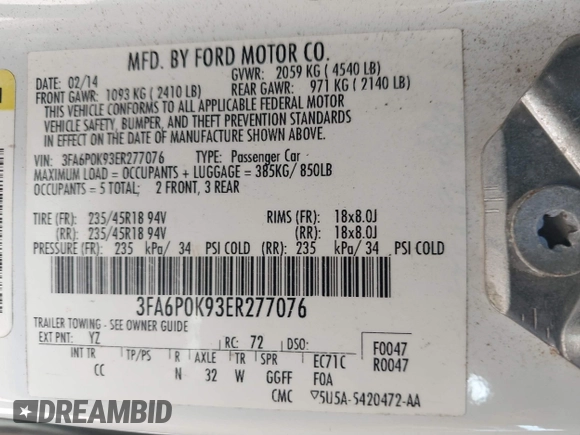 MFD. BY FORD MOTOR CO.
02/14 GVWR: 2059 KG ( 4540 LB)
FRONT GAWR: 1093 KG ( 2410 LB) REAR GAWR: 971 KG ( 2140 LB)
THIS VEHICLE CONFORMS TO ALL APPLICABLE FEDERAL MOTOR
VEHICLE SAFETY, BUMPER, AND THEFT PREVENTION STANDARDS
IN EFFECT ON THE DATE OF MANUFACTURE SHOWN ABOVE.
VIN: 3FA6P0K93ER277076 TYPE: Passenger Car
MAXIMUM LOAD = OCCUPANTS + LUGGAGE = 385KG/ 850LB
OCCUPANTS = 5 TOTAL; 2 FRONT, 3 REAR
TIRE (FR): 235/45R18 94V RIMS (FR): 18x8.0J
(RR): 235/45R18 94V (RR): 18x8.0J
PRESSURE (FR): 235 kPa/ 34 PSI COLD (RR): 235 kPa/ 34 PSI COLD
3FA6P0K93ER277076
TRAILER TOWING - SEE OWNER GUIDE
EXT PNT: YZ RC: 72 DSO: F0047
R0047
INT TR TP/PS R AXLE TR SPR EC71C
CC N 32 W GGFF FOA
CMC ▽5U5A-5420472-AA
DREAMBID